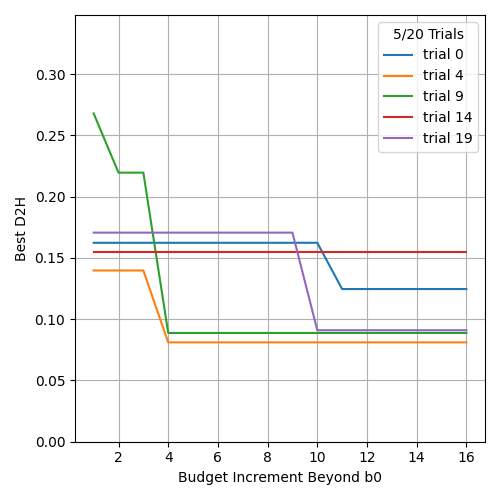 5/20 Trials
trial 0
trial 4
trial 9
trial 14
trial 19
0.30
0.25
0.20
0.15
0.10
0.05
0.00
Best D2H
2 4 6 8 10 12 14 16
Budget Increment Beyond b0